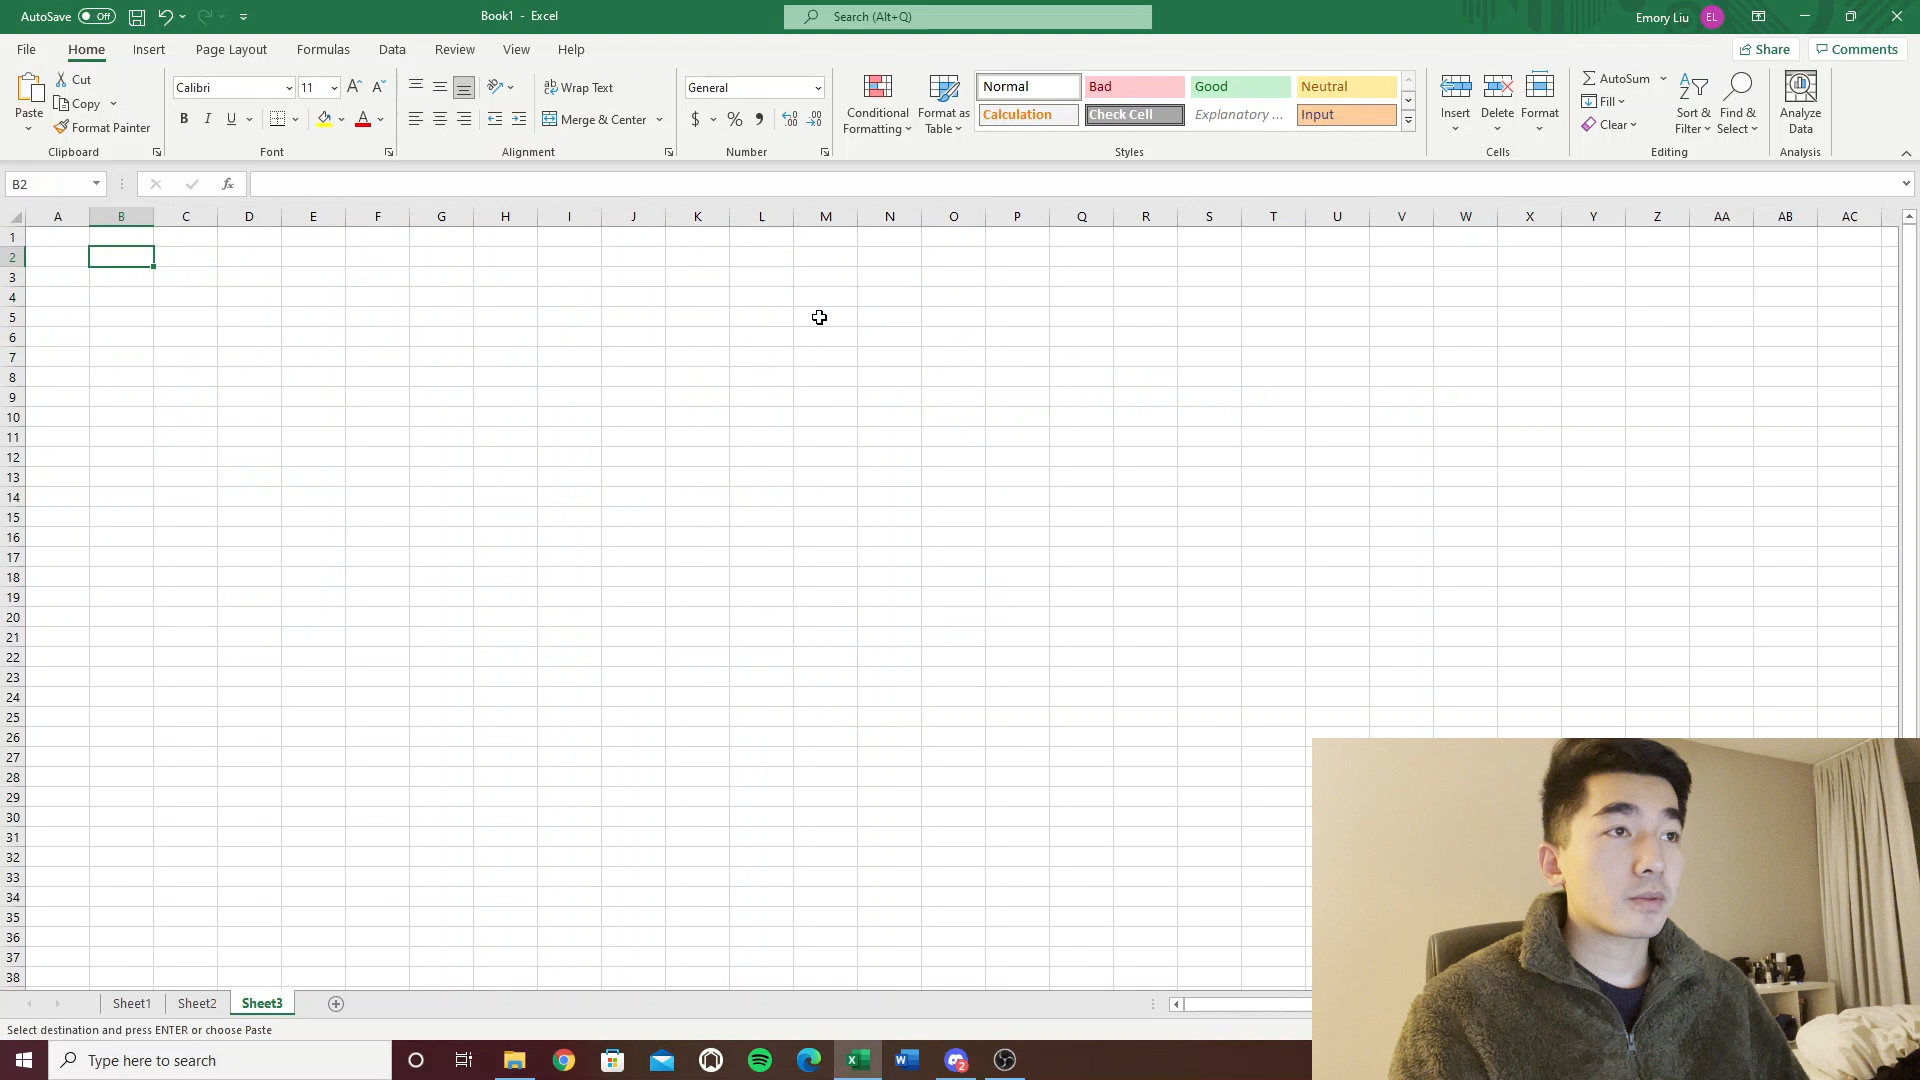 AutoSave Off Book1 - Excel Search (Alt+Q) Emory Liu EL
File Home Insert Page Layout Formulas Data Review View Help Share Comments
Paste Cut Copy Format Painter Clipboard
Calibri 11 B I U A Font
Wrap Text Merge & Center Alignment
General $ % Number
Conditional Formatting Format as Table
Normal Bad Good Neutral
Calculation Check Cell Explanatory ... Input
Styles
Insert Delete Format Cells
AutoSum Fill Clear Sort & Filter Find & Select Editing
Analyze Data Analysis
B2 fx
A B C D E F G H I J K L M N O P Q R S T U V W X Y Z AA AB AC
1
2
3
4
5
6
7
8
9
10
11
12
13
14
15
16
17
18
19
20
21
22
23
24
25
26
27
28
29
30
31
32
33
34
35
36
37
38
Sheet1 Sheet2 Sheet3
Select destination and press ENTER or choose Paste
Type here to search